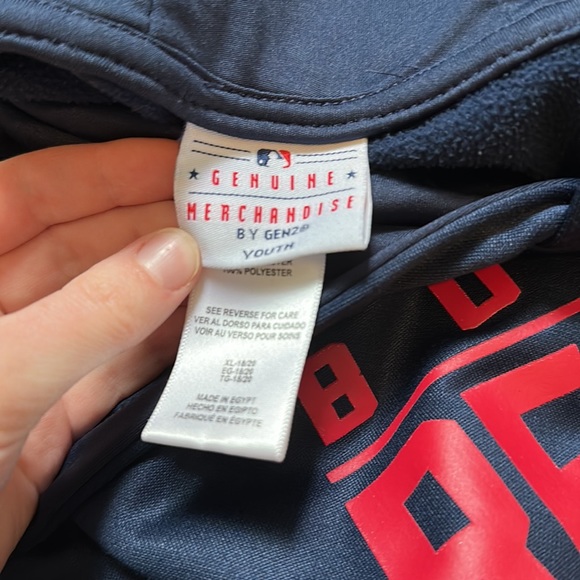 GENUINE
MERCHANDISE
BY GEN2®
YOUTH
100% POLYESTER
SEE REVERSE FOR CARE
VER AL DORSO PARA CUIDADO
VOIR AU VERSO POUR SOINS
XL-18/20
EG-18/20
TG-18/20
MADE IN EGYPT
HECHO EN EGIPTO
FABRIQUÉ EN ÉGYPTE
B O
RE